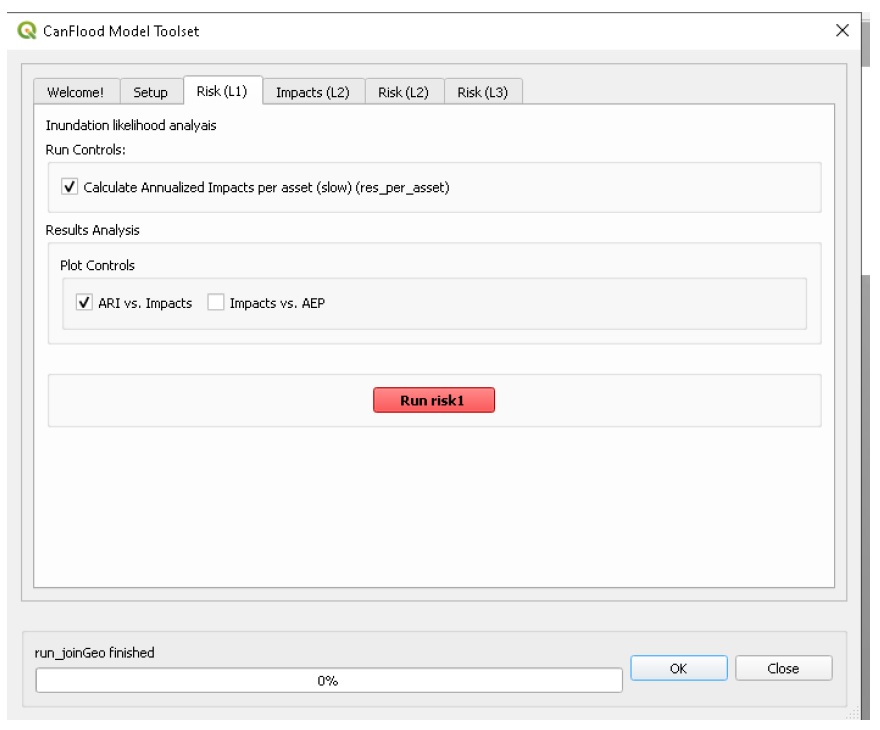 CanFlood Model Toolset
Welcome! Setup Risk (L1) Impacts (L2) Risk (L2) Risk (L3)
Inundation likelihood analyais
Run Controls:
Calculate Annualized Impacts per asset (slow) (res_per_asset)
Results Analysis
Plot Controls
ARI vs. Impacts Impacts vs. AEP
Run risk1
run_joinGeo finished
0% OK Close